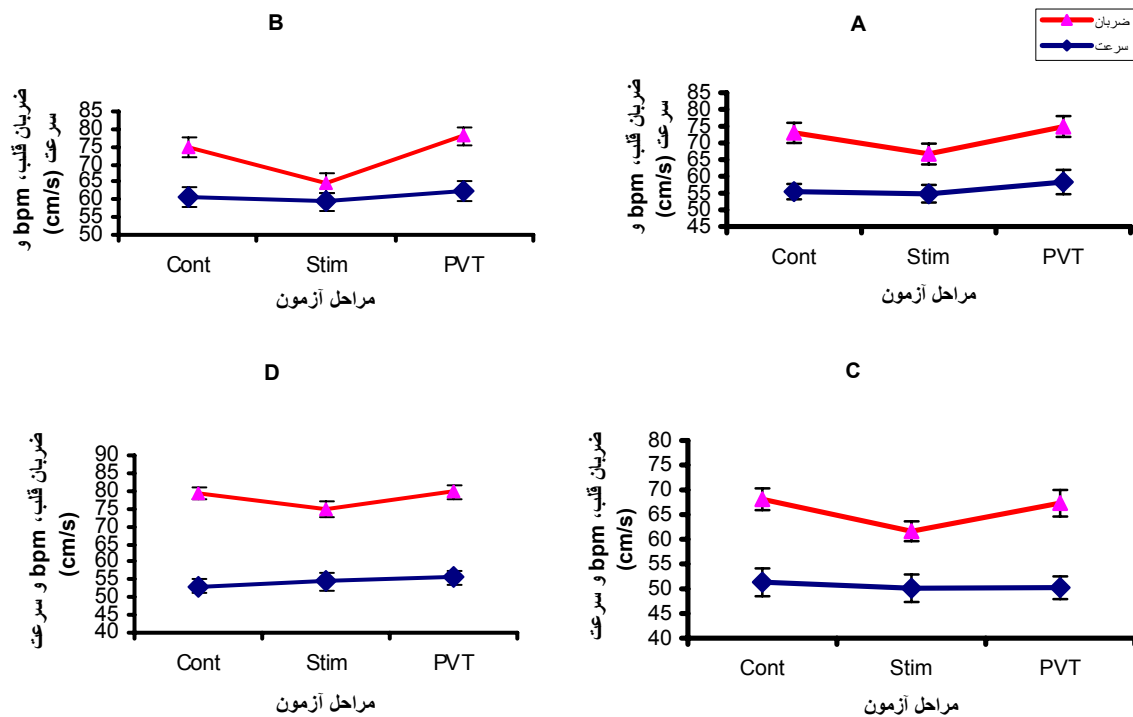 B
ضربان قلب، bpm و
سرعت (cm/s)
85
80
75
70
65
60
55
50
Cont
Stim
PVT
مراحل آزمون
A
ضربان
سرعت
ضربان قلب، bpm و
سرعت (cm/s)
85
80
75
70
65
60
55
50
45
Cont
Stim
PVT
مراحل آزمون
D
ضربان قلب، bpm و سرعت
(cm/s)
90
85
80
75
70
65
60
55
50
45
40
Cont
Stim
PVT
مراحل آزمون
C
ضربان قلب، bpm و سرعت
(cm/s)
80
75
70
65
60
55
50
45
40
Cont
Stim
PVT
مراحل آزمون